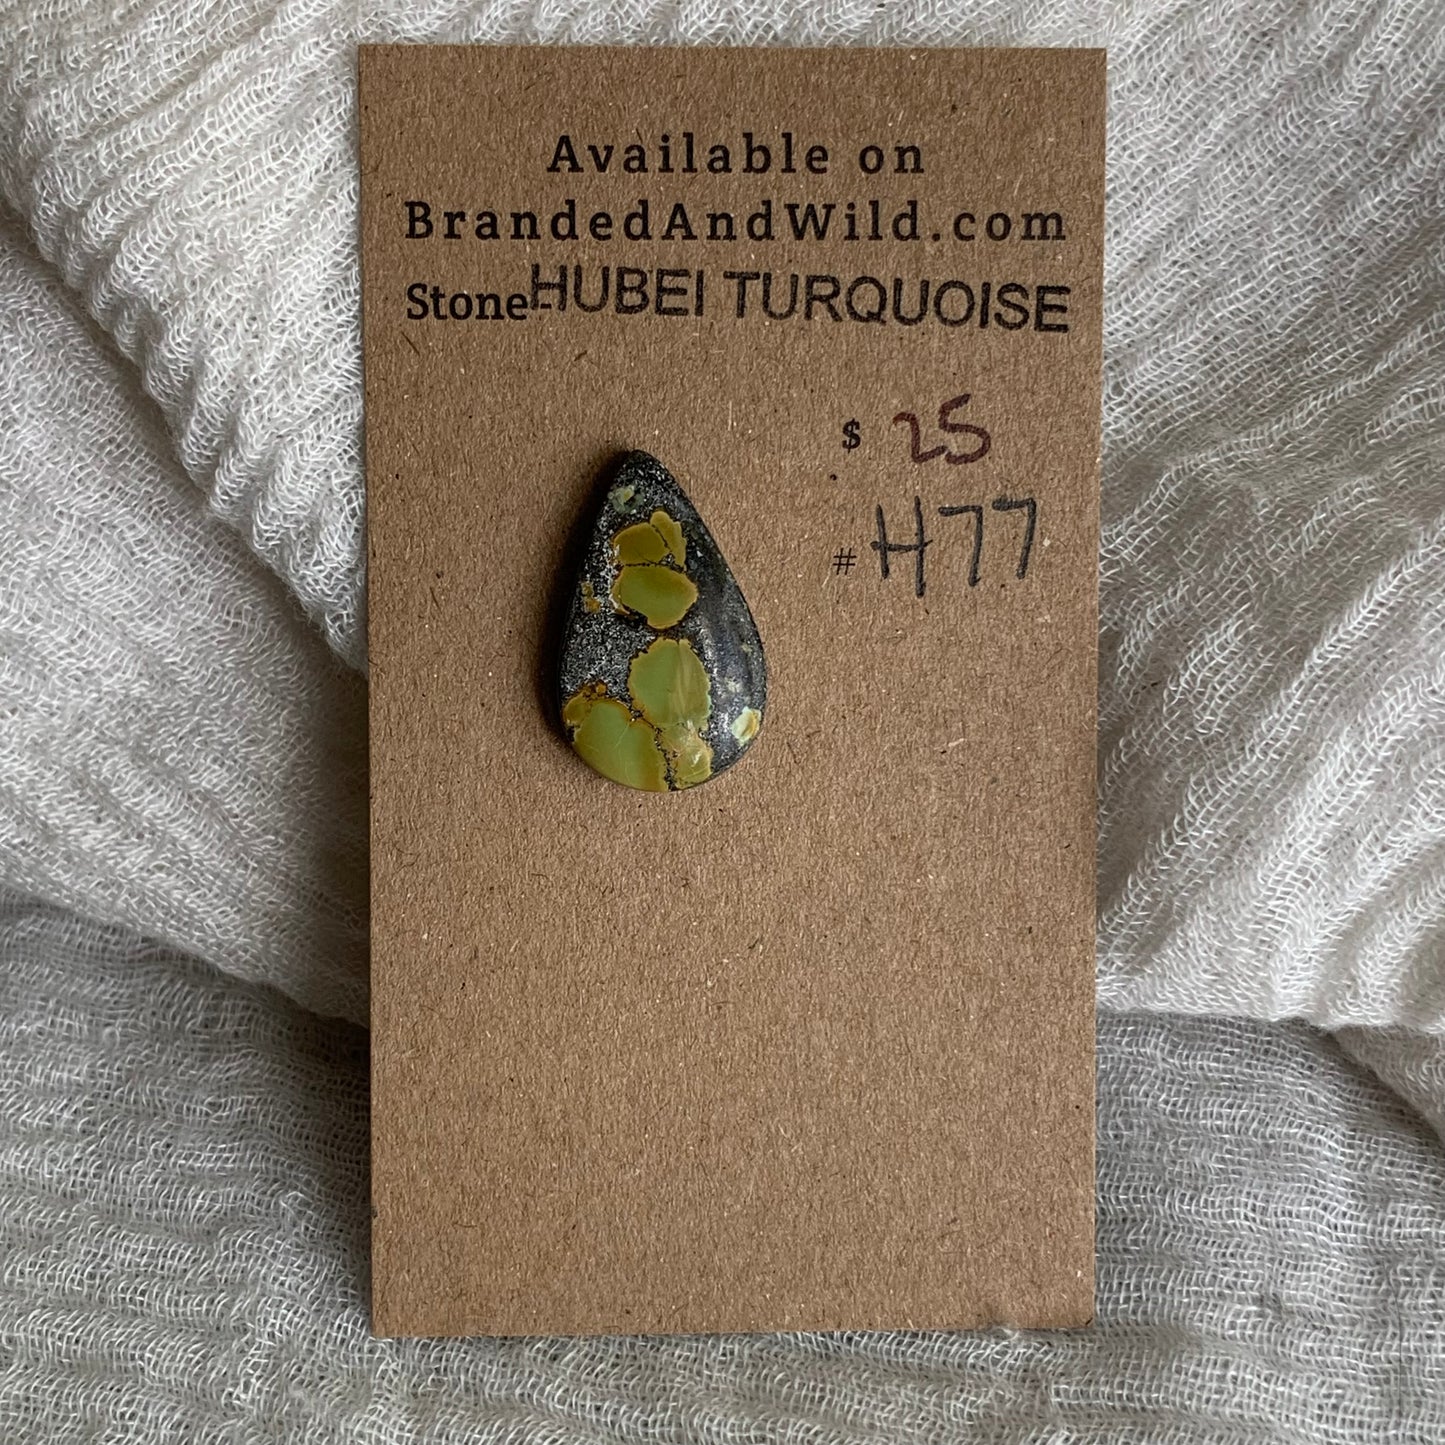 Available on
BrandedAndWild.com
Stone- HUBEI TURQUOISE
$ 25
# H77